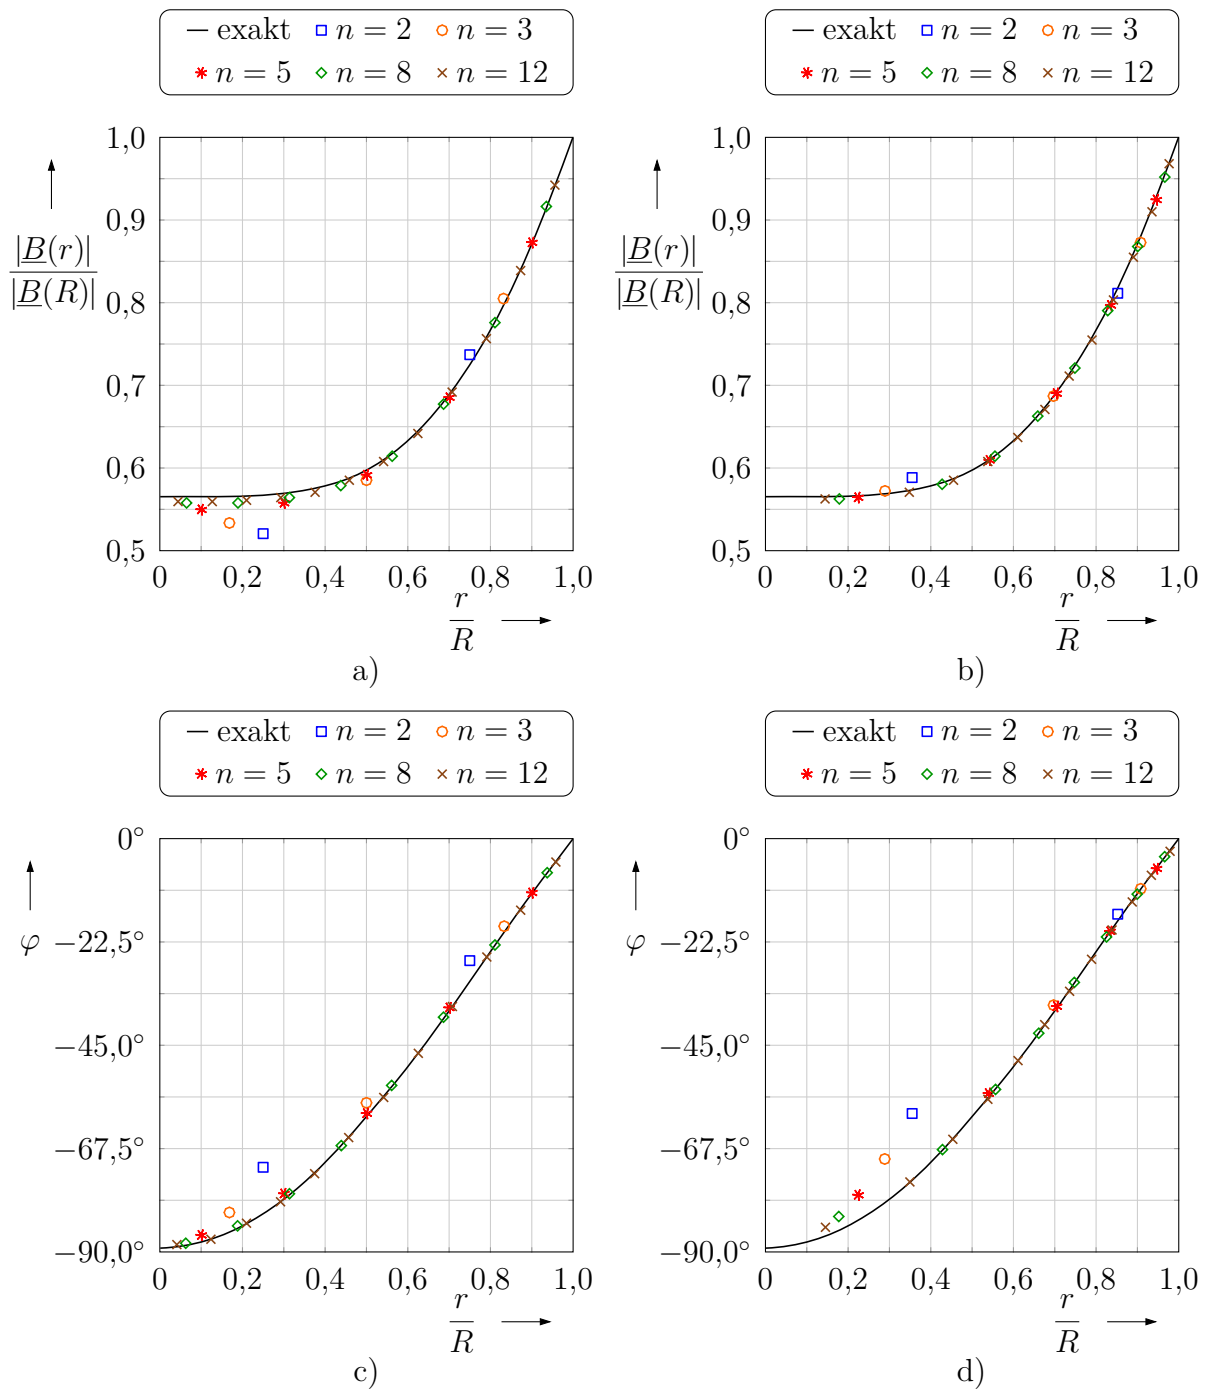 exakt n = 2 n = 3
n = 5 n = 8 n = 12
1,0
0,9
|B(r)|
|B(R)|
0,8
0,7
0,6
0,5
0 0,2 0,4 0,6 0,8 1,0
r
R
a)
exakt n = 2 n = 3
n = 5 n = 8 n = 12
1,0
0,9
|B(r)|
|B(R)|
0,8
0,7
0,6
0,5
0 0,2 0,4 0,6 0,8 1,0
r
R
b)
exakt n = 2 n = 3
n = 5 n = 8 n = 12
0°
φ −22,5°
−45,0°
−67,5°
−90,0°
0 0,2 0,4 0,6 0,8 1,0
r
R
c)
exakt n = 2 n = 3
n = 5 n = 8 n = 12
0°
φ −22,5°
−45,0°
−67,5°
−90,0°
0 0,2 0,4 0,6 0,8 1,0
r
R
d)